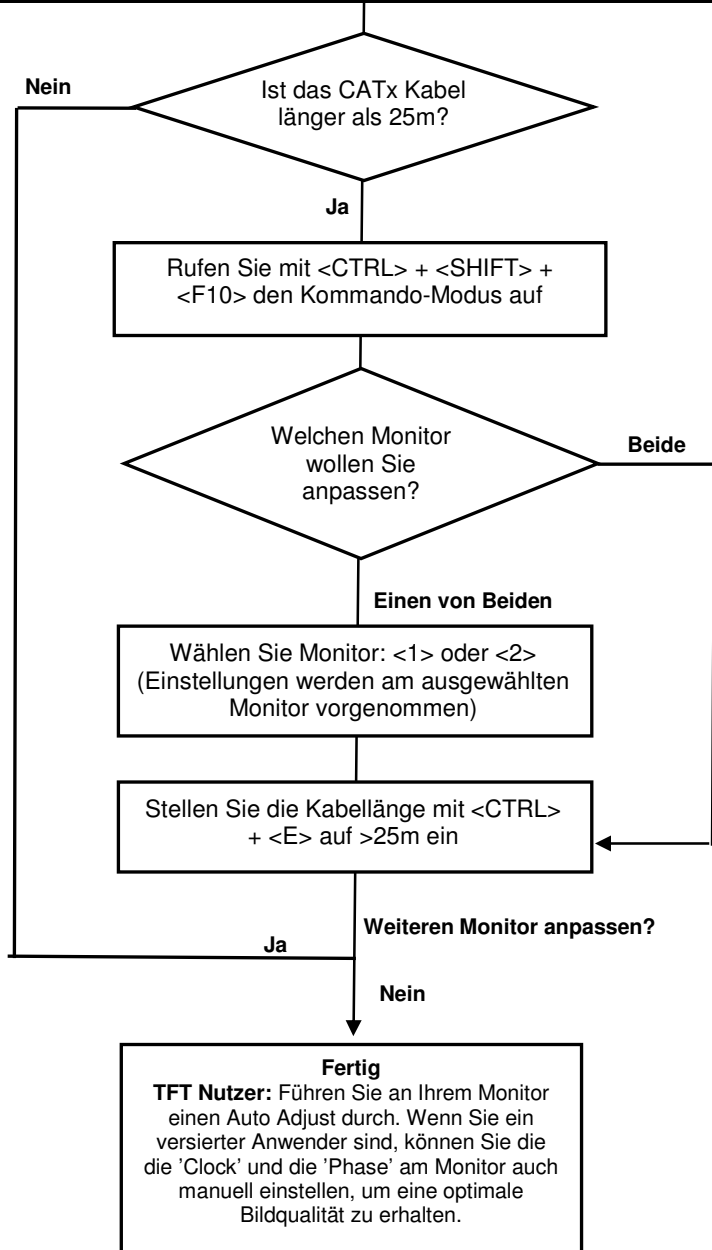 Nein
Ist das CATx Kabel
länger als 25m?
Ja
Rufen Sie mit <CTRL> + <SHIFT> +
<F10> den Kommando-Modus auf
Welchen Monitor
wollen Sie
anpassen?
Beide
Einen von Beiden
Wählen Sie Monitor: <1> oder <2>
(Einstellungen werden am ausgewählten
Monitor vorgenommen)
Stellen Sie die Kabellänge mit <CTRL>
+ <E> auf >25m ein
Weiteren Monitor anpassen?
Ja
Nein
Fertig
TFT Nutzer: Führen Sie an Ihrem Monitor
einen Auto Adjust durch. Wenn Sie ein
versierter Anwender sind, können Sie die
die ’Clock’ und die ’Phase’ am Monitor auch
manuell einstellen, um eine optimale
Bildqualität zu erhalten.